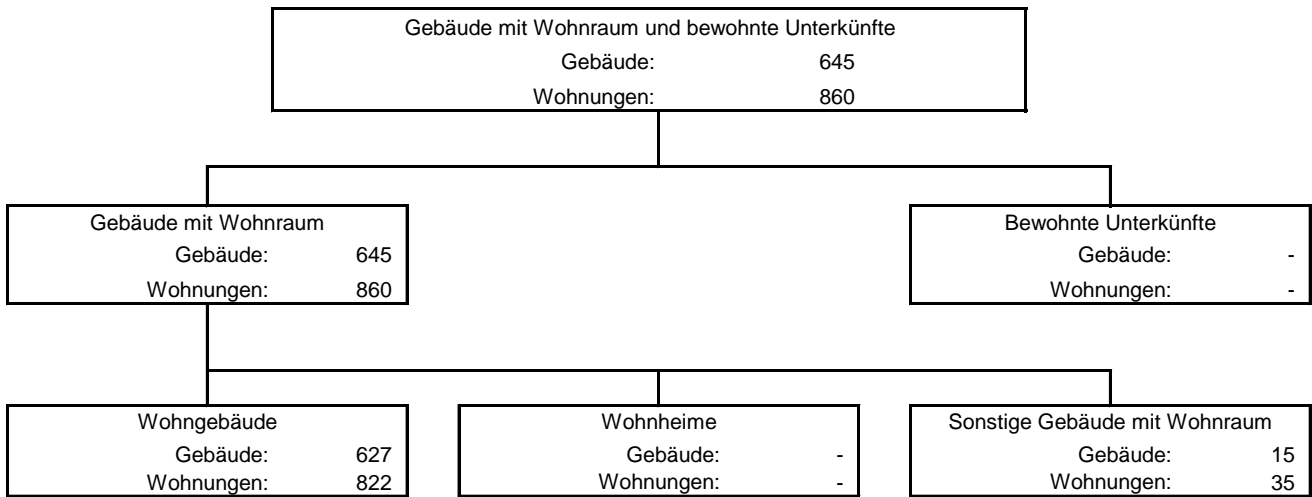 Gebäude mit Wohnraum und bewohnte Unterkünfte
Gebäude: 645
Wohnungen: 860
Gebäude mit Wohnraum
Gebäude: 645
Wohnungen: 860
Bewohnte Unterkünfte
Gebäude: -
Wohnungen: -
Wohngebäude
Gebäude: 627
Wohnungen: 822
Wohnheime
Gebäude: -
Wohnungen: -
Sonstige Gebäude mit Wohnraum
Gebäude: 15
Wohnungen: 35